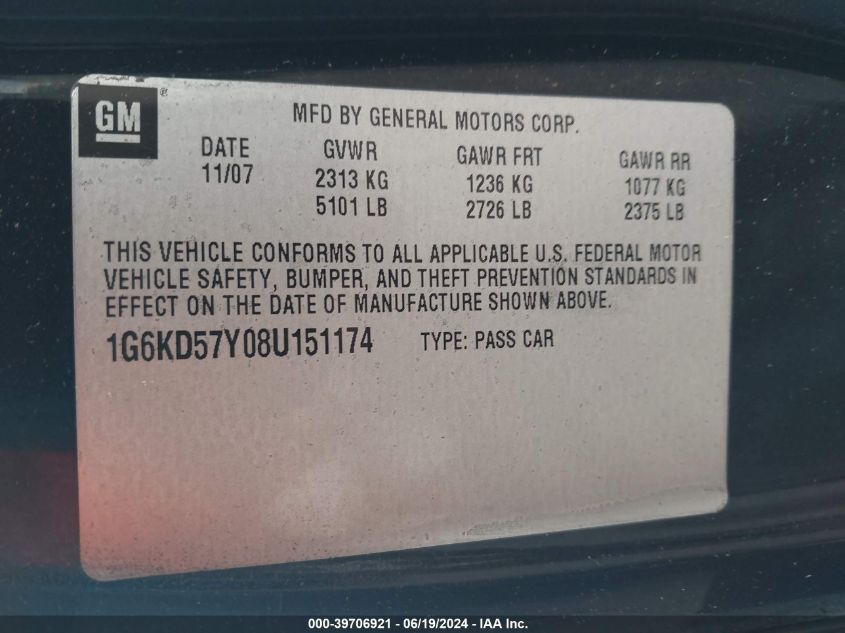 GM ®
MFD BY GENERAL MOTORS CORP.
DATE GVWR GAWR FRT GAWR RR
11/07 2313 KG 1236 KG 1077 KG
5101 LB 2726 LB 2375 LB
THIS VEHICLE CONFORMS TO ALL APPLICABLE U.S. FEDERAL MOTOR
VEHICLE SAFETY, BUMPER, AND THEFT PREVENTION STANDARDS IN
EFFECT ON THE DATE OF MANUFACTURE SHOWN ABOVE.
1G6KD57Y08U151174 TYPE: PASS CAR
000-39706921 - 06/19/2024 - IAA Inc.